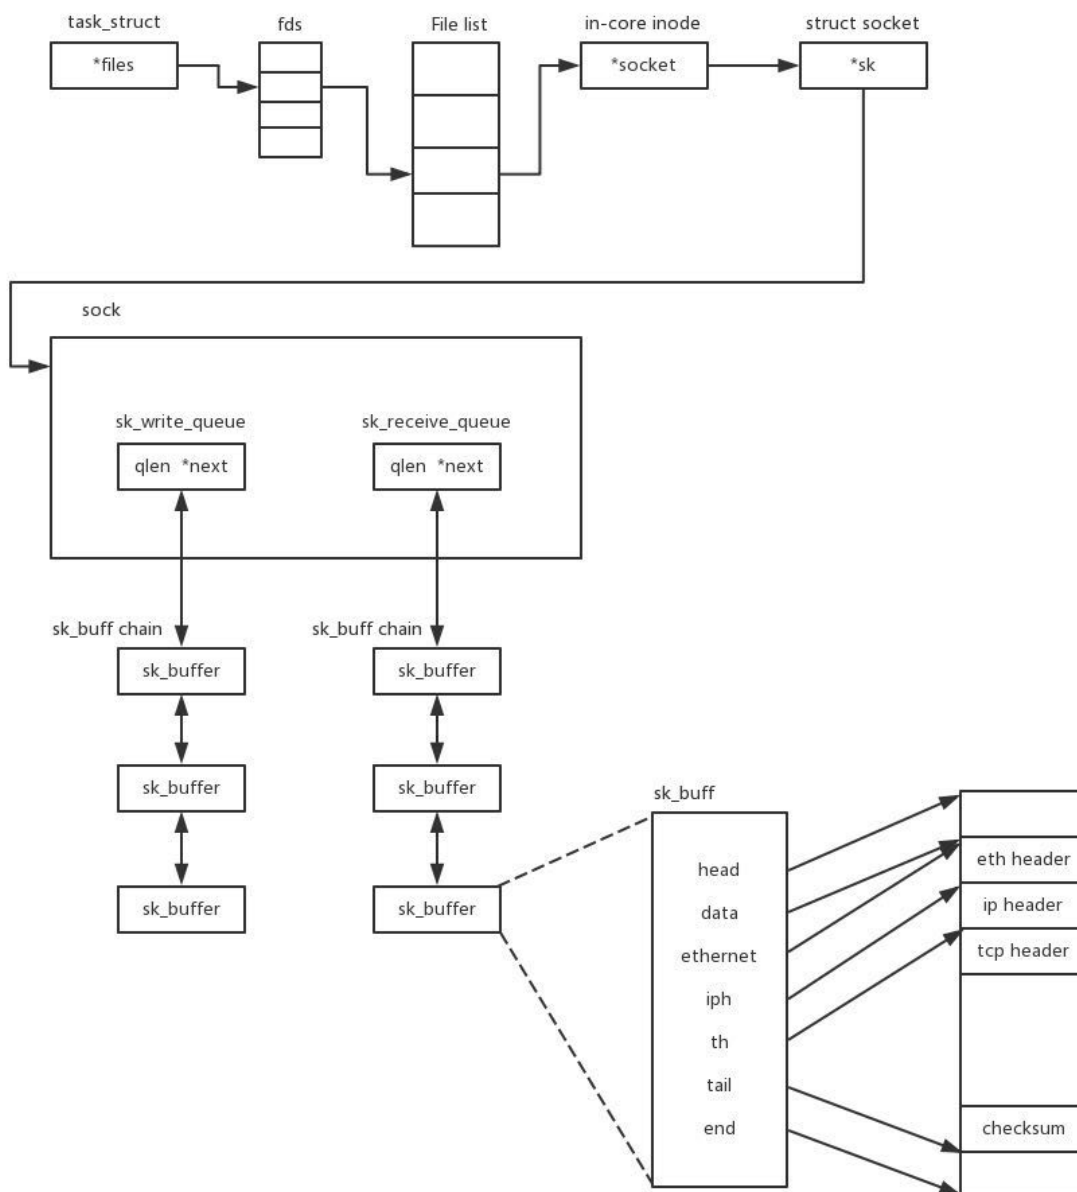 task_struct
fds
File list
in-core inode
struct socket
*files
*socket
*sk
sock
sk_write_queue
sk_receive_queue
qlen *next
qlen *next
sk_buff chain
sk_buff chain
sk_buffer
sk_buffer
sk_buffer
sk_buffer
sk_buffer
sk_buffer
sk_buff
head
data
ethernet
iph
th
tail
end
eth header
ip header
tcp header
checksum